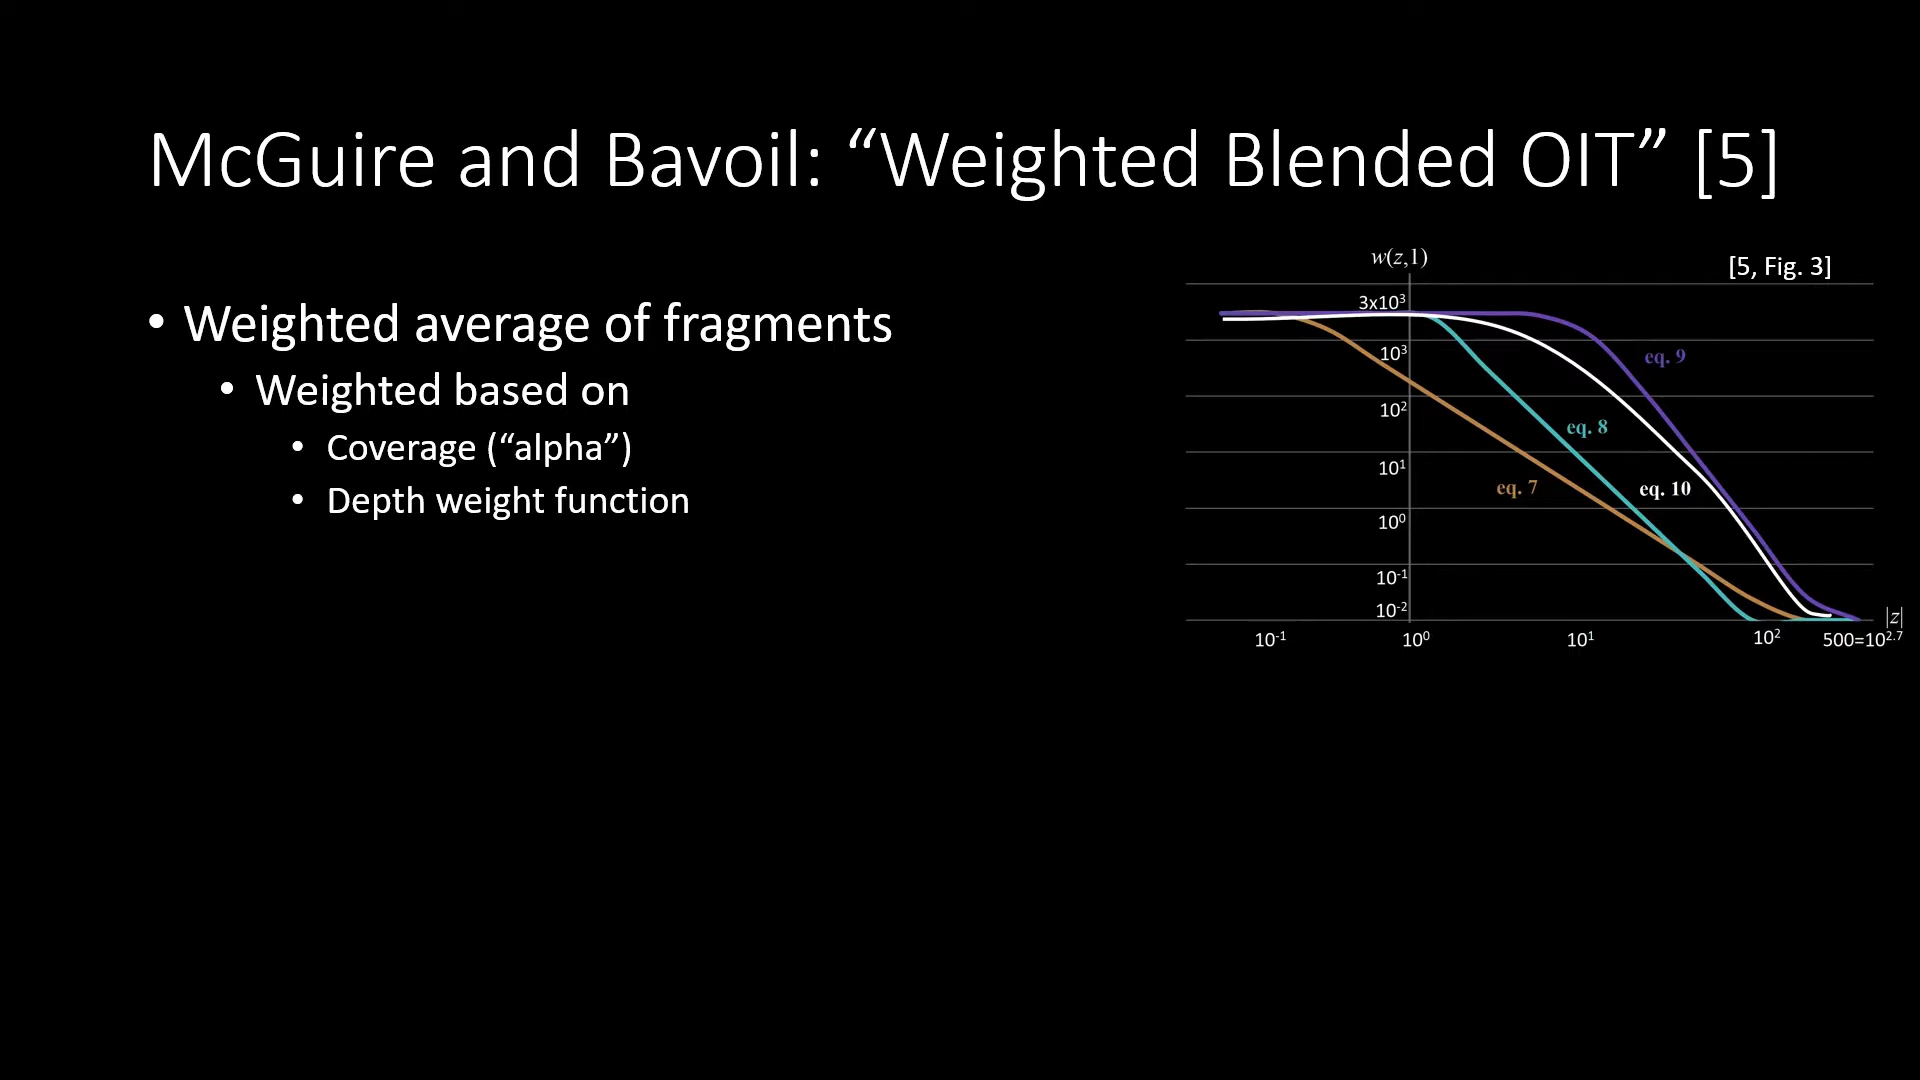 McGuire and Bavoil: “Weighted Blended OIT” [5]
• Weighted average of fragments
• Weighted based on
• Coverage (“alpha”)
• Depth weight function
w(z,1)
[5, Fig. 3]
3x10³
10³
10²
10¹
10⁰
10⁻¹
10⁻²
eq. 9
eq. 8
eq. 7
eq. 10
|z|
10⁻¹ 10⁰ 10¹ 10² 500=10²·⁷